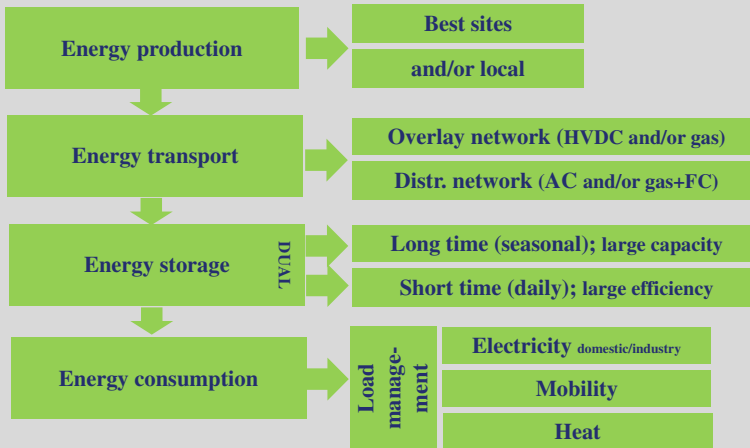 Energy production
Best sites
and/or local
Energy transport
Overlay network (HVDC and/or gas)
Distr. network (AC and/or gas+FC)
Energy storage
DUAL
Long time (seasonal); large capacity
Short time (daily); large efficiency
Energy consumption
Load
manage-
ment
Electricity domestic/industry
Mobility
Heat